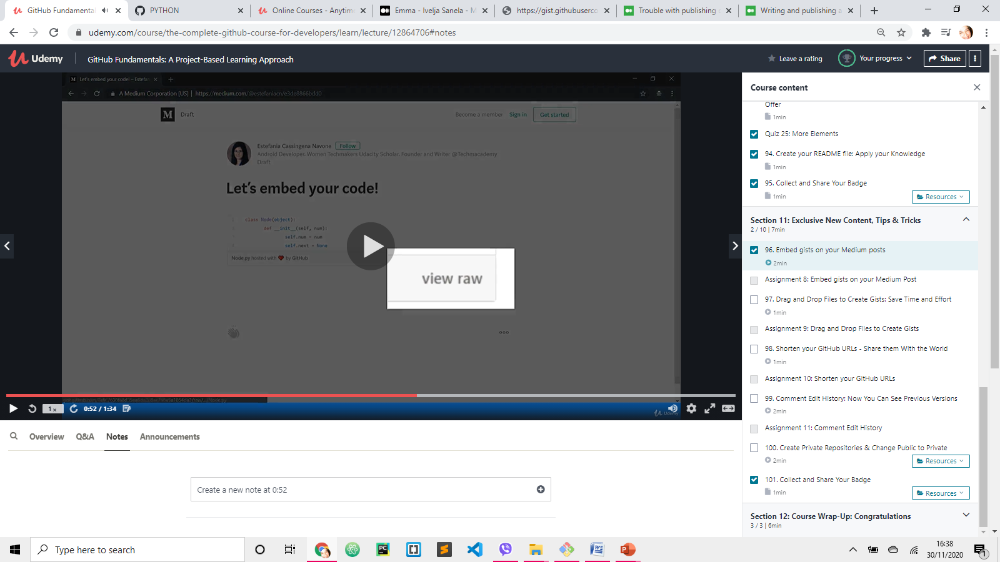 GitHub Fundamenta
PYTHON
Online Courses - Anytim
Emma - Ivelja Sanela - M
https://gist.githubuserco
Trouble with publishing
Writing and publishing a
udemy.com/course/the-complete-github-course-for-developers/learn/lecture/12864706#notes
Udemy
GitHub Fundamentals: A Project-Based Learning Approach
Leave a rating
Your progress
Share
Let's embed your code! – Estefan
A Medium Corporation [US] | https://medium.com/@estefaniacn/e3de8866bdd0
M
Draft
Become a member
Sign in
Get started
Estefania Cassingena Navone
Follow
Android Developer. Women Techmakers Udacity Scholar. Founder and Writer @Techmacademy
Draft
Let's embed your code!
class Node(object):
def __init__(self, num):
self.num = num
self.next = None
Node.py hosted with ❤ by GitHub
view raw
1x
0:52 / 1:34
Udemy
Overview
Q&A
Notes
Announcements
Create a new note at 0:52
Course content
Offer
1min
Quiz 25: More Elements
94. Create your README file: Apply your Knowledge
1min
95. Collect and Share Your Badge
1min
Resources
Section 11: Exclusive New Content, Tips & Tricks
2 / 10 | 7min
96. Embed gists on your Medium posts
2min
Assignment 8: Embed gists on your Medium Post
97. Drag and Drop Files to Create Gists: Save Time and Effort
1min
Assignment 9: Drag and Drop Files to Create Gists
98. Shorten your GitHub URLs - Share them With the World
1min
Assignment 10: Shorten your GitHub URLs
99. Comment Edit History: Now You Can See Previous Versions
2min
Assignment 11: Comment Edit History
100. Create Private Repositories & Change Public to Private
2min
Resources
101. Collect and Share Your Badge
1min
Resources
Section 12: Course Wrap-Up: Congratulations
3 / 3 | 6min
Type here to search
16:38
30/11/2020
1